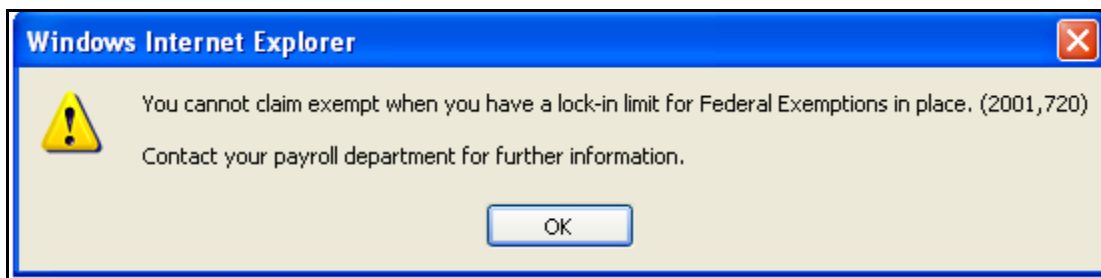 Windows Internet Explorer
You cannot claim exempt when you have a lock-in limit for Federal Exemptions in place. (2001,720)
Contact your payroll department for further information.
OK